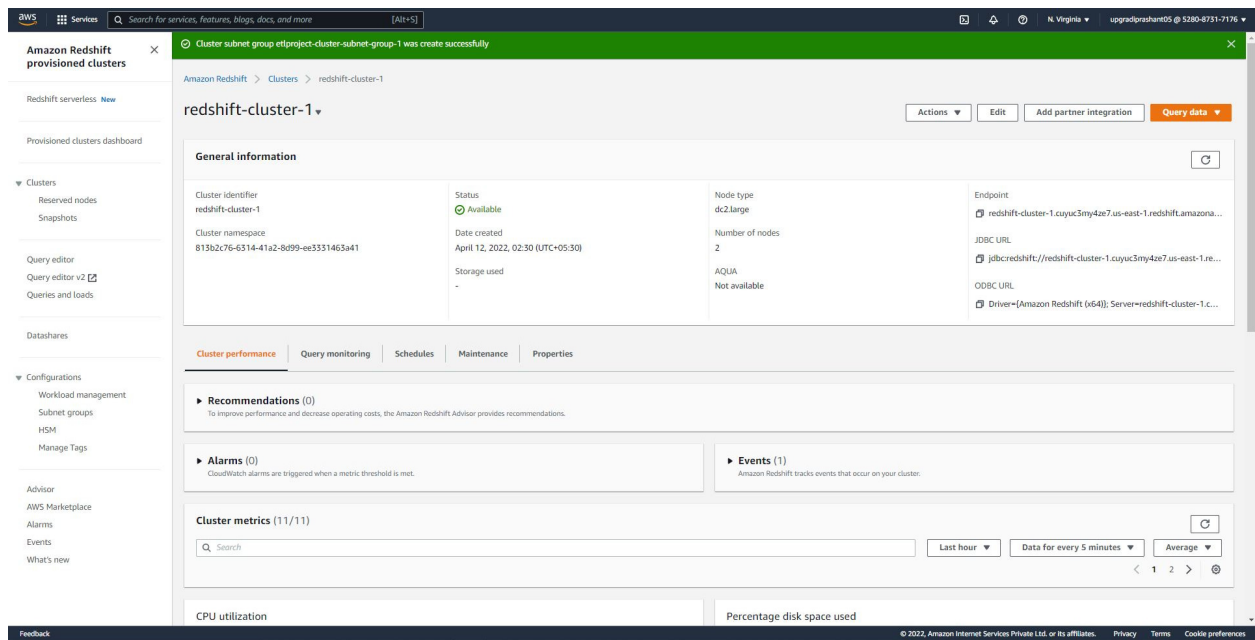 aws
Services
Search for services, features, blogs, docs, and more
[Alt+S]
N. Virginia
upgradiprashant05 @ 5280-8731-7176
Amazon Redshift
provisioned clusters
Redshift serverless New
Provisioned clusters dashboard
Clusters
Reserved nodes
Snapshots
Query editor
Query editor v2
Queries and loads
Datashares
Configurations
Workload management
Subnet groups
HSM
Manage Tags
Advisor
AWS Marketplace
Alarms
Events
What's new
Cluster subnet group etlproject-cluster-subnet-group-1 was create successfully
Amazon Redshift > Clusters > redshift-cluster-1
redshift-cluster-1
Actions
Edit
Add partner integration
Query data
General information
Cluster identifier
redshift-cluster-1
Cluster namespace
813b2c76-6314-41a2-8d99-ee3331463a41
Status
Available
Date created
April 12, 2022, 02:30 (UTC+05:30)
Storage used
-
Node type
dc2.large
Number of nodes
2
AQUA
Not available
Endpoint
redshift-cluster-1.cuyuc3my4ze7.us-east-1.redshift.amazona...
JDBC URL
jdbc:redshift://redshift-cluster-1.cuyuc3my4ze7.us-east-1.re...
ODBC URL
Driver={Amazon Redshift (x64)}; Server=redshift-cluster-1.c...
Cluster performance
Query monitoring
Schedules
Maintenance
Properties
Recommendations (0)
To improve performance and decrease operating costs, the Amazon Redshift Advisor provides recommendations.
Alarms (0)
CloudWatch alarms are triggered when a metric threshold is met.
Events (1)
Amazon Redshift tracks events that occur on your cluster.
Cluster metrics (11/11)
Search
Last hour
Data for every 5 minutes
Average
< 1 2 >
CPU utilization
Percentage disk space used
Feedback
© 2022, Amazon Internet Services Private Ltd. or its affiliates.
Privacy
Terms
Cookie preferences